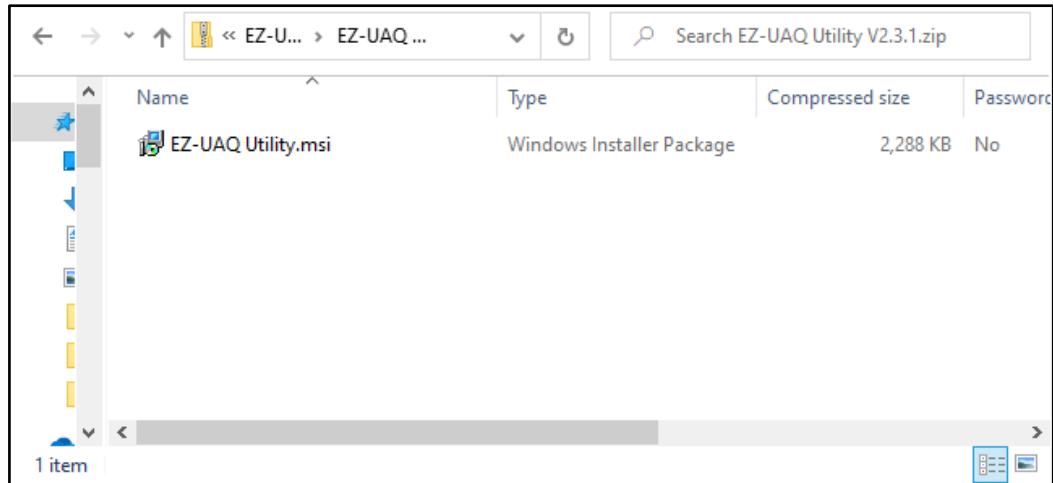 « EZ-U... › EZ-UAQ ... Search EZ-UAQ Utility V2.3.1.zip
Name Type Compressed size Password
EZ-UAQ Utility.msi Windows Installer Package 2,288 KB No
1 item